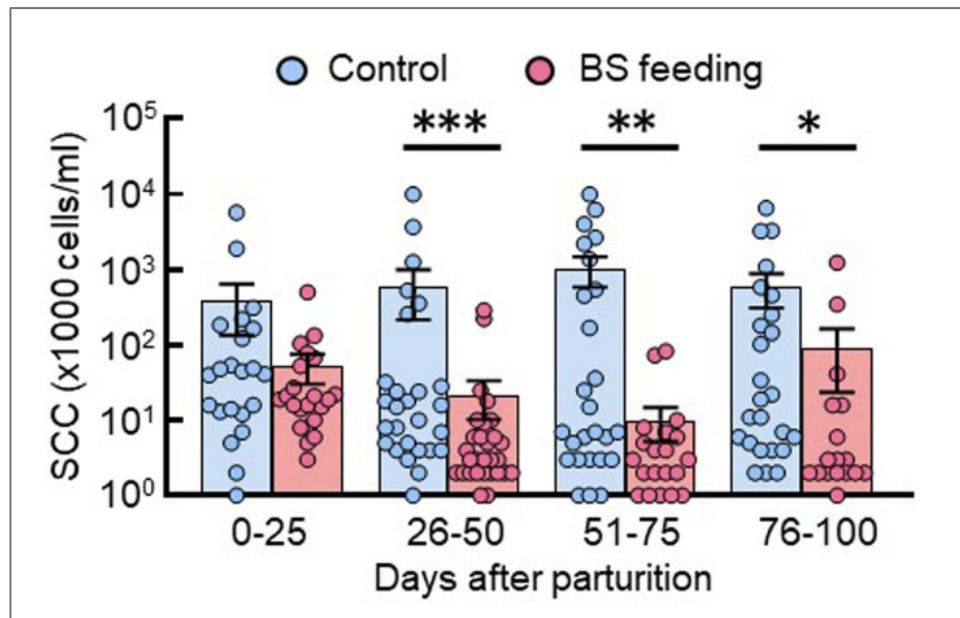 Control BS feeding
SCC (x1000 cells/ml)
10⁵
10⁴
10³
10²
10¹
10⁰
*** ** *
0-25 26-50 51-75 76-100
Days after parturition